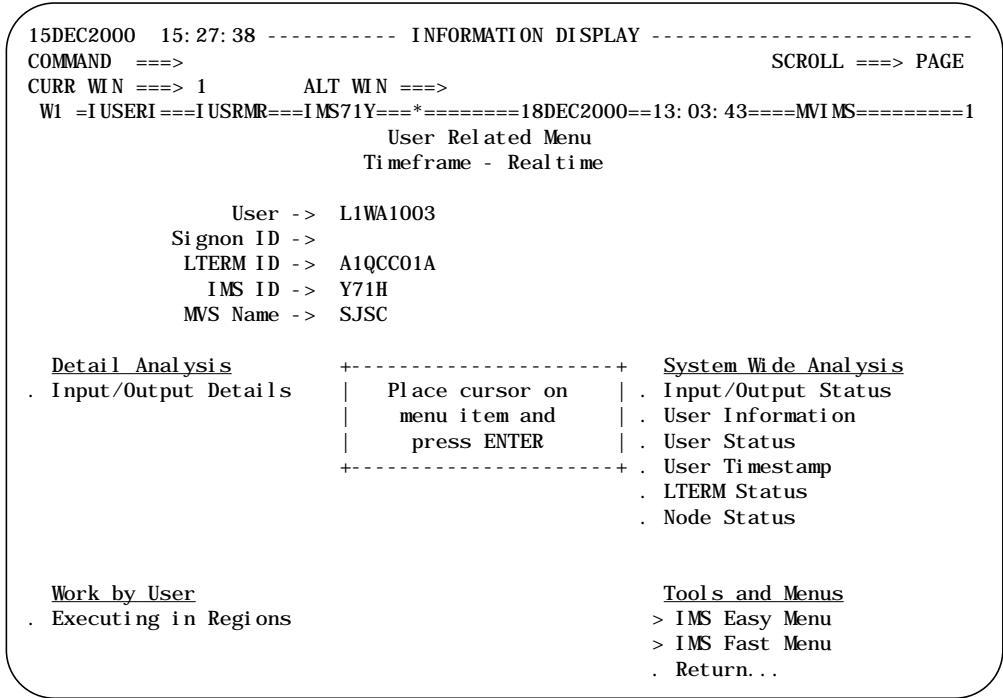 15DEC2000  15:27:38 ----------- INFORMATION DISPLAY ---------------------------
COMMAND  ===>                                                 SCROLL ===> PAGE
CURR WIN ===> 1        ALT WIN ===>
 W1 =IUSERI===IUSRMR===IMS71Y===*========18DEC2000==13:03:43====MVIMS=========1
                              User Related Menu
                            Timeframe - Realtime

                 User ->  L1WA1003
            Signon ID ->
             LTERM ID ->  A1QCC01A
               IMS ID ->  Y71H
             MVS Name ->  SJSC

  Detail Analysis         +----------------------+   System Wide Analysis
. Input/Output Details    |   Place cursor on    | . Input/Output Status
                          |    menu item and     | . User Information
                          |     press ENTER      | . User Status
                          +----------------------+ . User Timestamp
                                                   . LTERM Status
                                                   . Node Status

  Work by User                                       Tools and Menus
. Executing in Regions                              > IMS Easy Menu
                                                    > IMS Fast Menu
                                                    . Return...